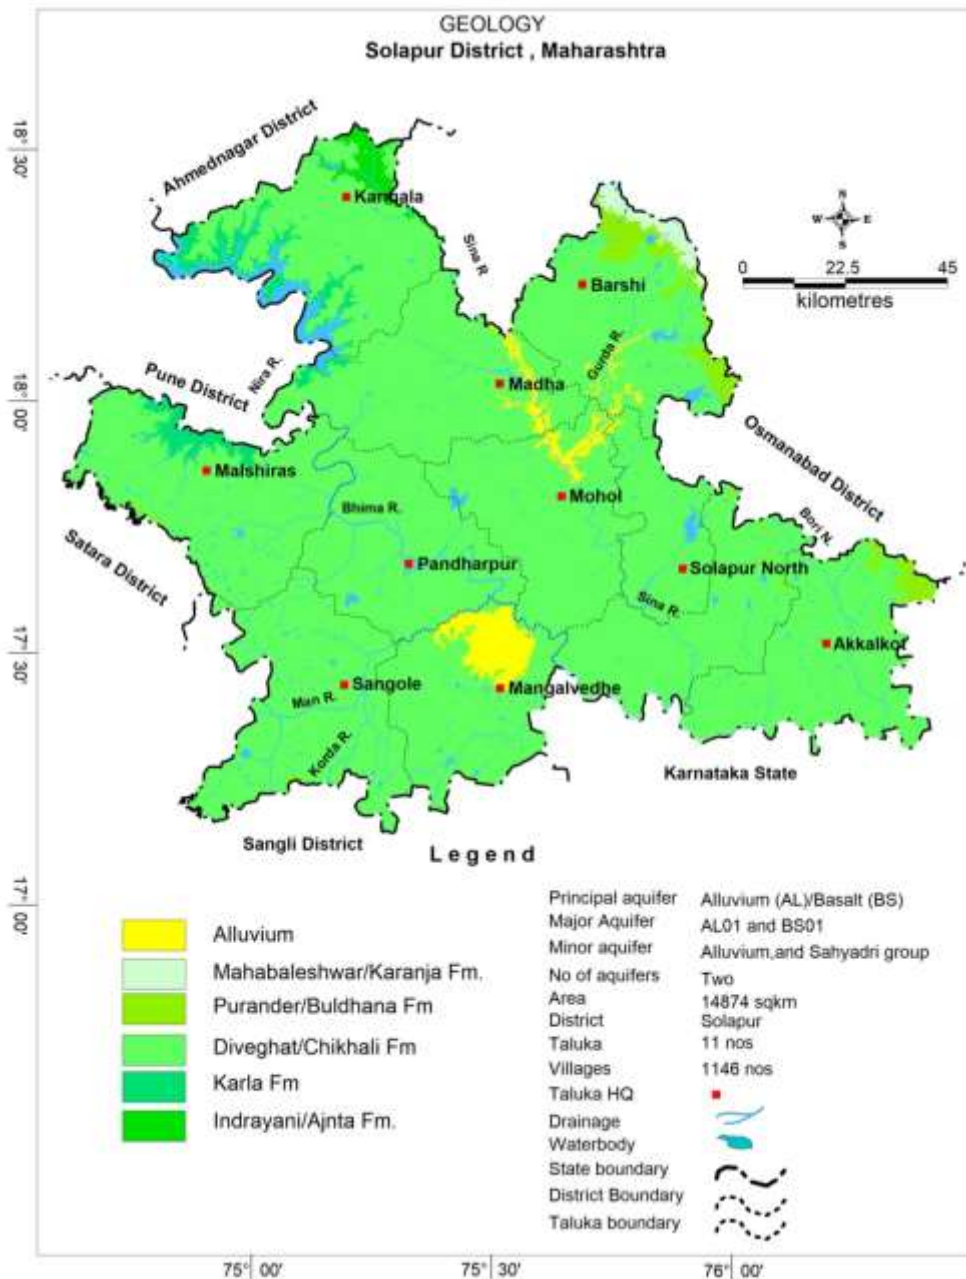 GEOLOGY
Solapur District , Maharashtra
18° 30'
18° 00'
17° 30'
17° 00'
Ahmednagar District
Kangala
N
W E
S
0 22.5 45
kilometres
Sina R
Barshi
Gurda R.
Nira R.
Pune District
Madha
Osmanabad District
Malshiras
Mohol
Bhima R.
Bori N.
Satara District
Pandharpur
Solapur North
Sina R.
Akkalkot
Sangole
Mangalvedhe
Man R.
Korda R.
Karnataka State
Sangli District
Legend
Alluvium
Mahabaleshwar/Karanja Fm.
Purander/Buldhana Fm
Diveghat/Chikhali Fm
Karla Fm
Indrayani/Ajnta Fm.
Principal aquifer Alluvium (AL)/Basalt (BS)
Major Aquifer AL01 and BS01
Minor aquifer Alluvium,and Sahyadri group
No of aquifers Two
Area 14874 sqkm
District Solapur
Taluka 11 nos
Villages 1146 nos
Taluka HQ
Drainage
Waterbody
State boundary
District Boundary
Taluka boundary
75° 00' 75° 30' 76° 00'